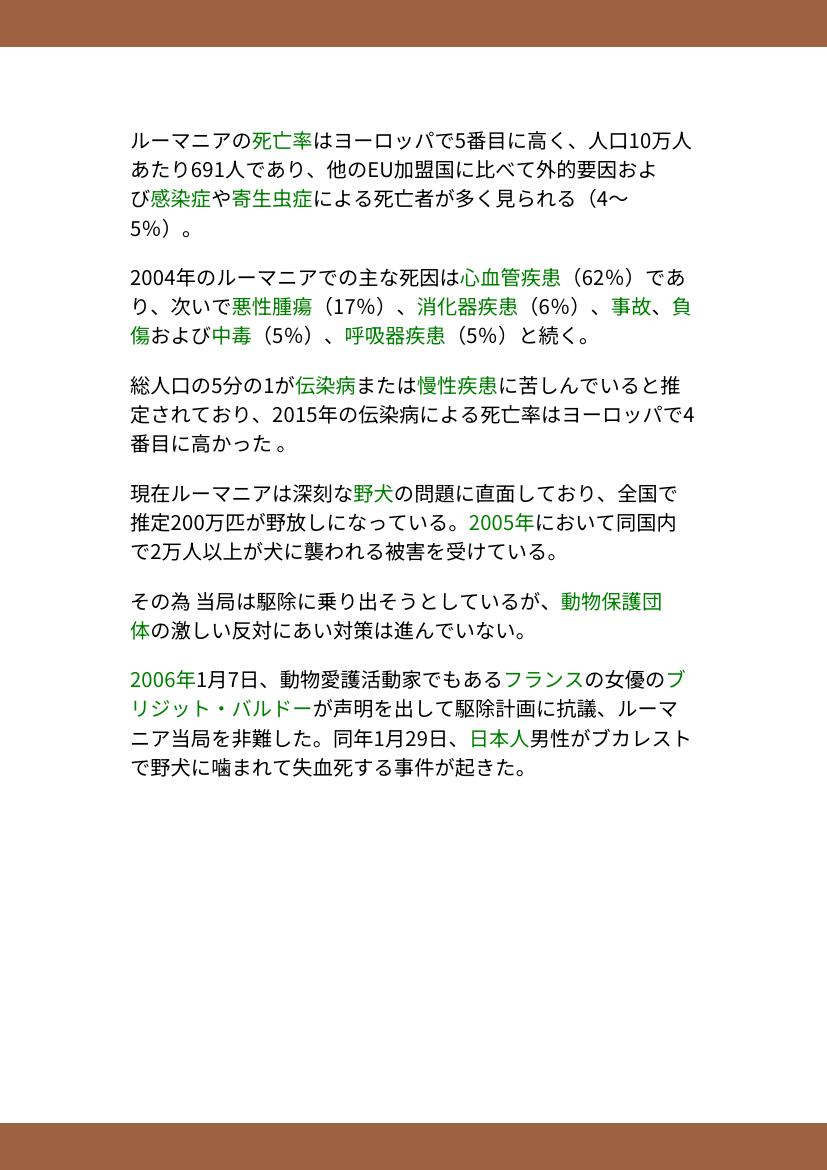 ルーマニアの死亡率はヨーロッパで5番目に高く、人口10万人
あたり691人であり、他のEU加盟国に比べて外的要因およ
び感染症や寄生虫症による死亡者が多く見られる（4〜
5%）。
2004年のルーマニアでの主な死因は心血管疾患（62%）であ
り、次いで悪性腫瘍（17%）、消化器疾患（6%）、事故、負
傷および中毒（5%）、呼吸器疾患（5%）と続く。
総人口の5分の1が伝染病または慢性疾患に苦しんでいると推
定されており、2015年の伝染病による死亡率はヨーロッパで4
番目に高かった 。
現在ルーマニアは深刻な野犬の問題に直面しており、全国で
推定200万匹が野放しになっている。2005年において同国内
で2万人以上が犬に襲われる被害を受けている。
その為 当局は駆除に乗り出そうとしているが、動物保護団
体の激しい反対にあい対策は進んでいない。
2006年1月7日、動物愛護活動家でもあるフランスの女優のブ
リジット・バルドーが声明を出して駆除計画に抗議、ルーマ
ニア当局を非難した。同年1月29日、日本人男性がブカレスト
で野犬に噛まれて失血死する事件が起きた。